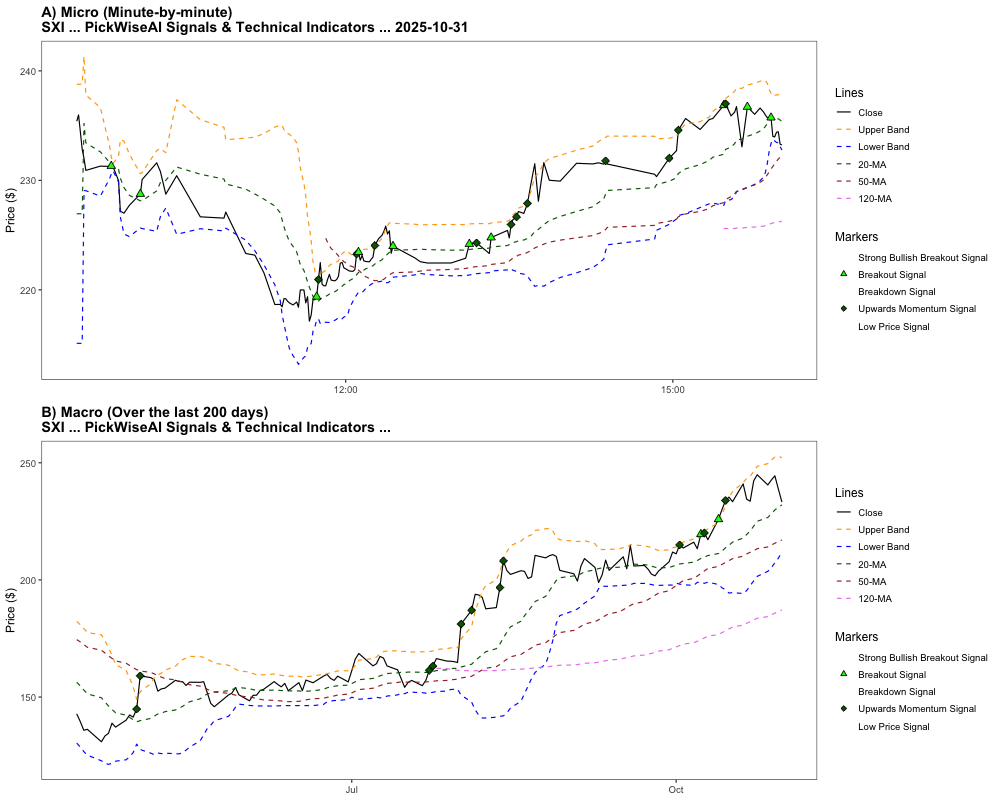 A) Micro (Minute-by-minute)
SXI ... PickWiseAI Signals & Technical Indicators ... 2025-10-31
240
230
220
Price ($)
12:00
15:00
Lines
Close
Upper Band
Lower Band
20-MA
50-MA
120-MA
Markers
Strong Bullish Breakout Signal
Breakout Signal
Breakdown Signal
Upwards Momentum Signal
Low Price Signal
B) Macro (Over the last 200 days)
SXI ... PickWiseAI Signals & Technical Indicators ...
250
200
150
Price ($)
Jul
Oct
Lines
Close
Upper Band
Lower Band
20-MA
50-MA
120-MA
Markers
Strong Bullish Breakout Signal
Breakout Signal
Breakdown Signal
Upwards Momentum Signal
Low Price Signal